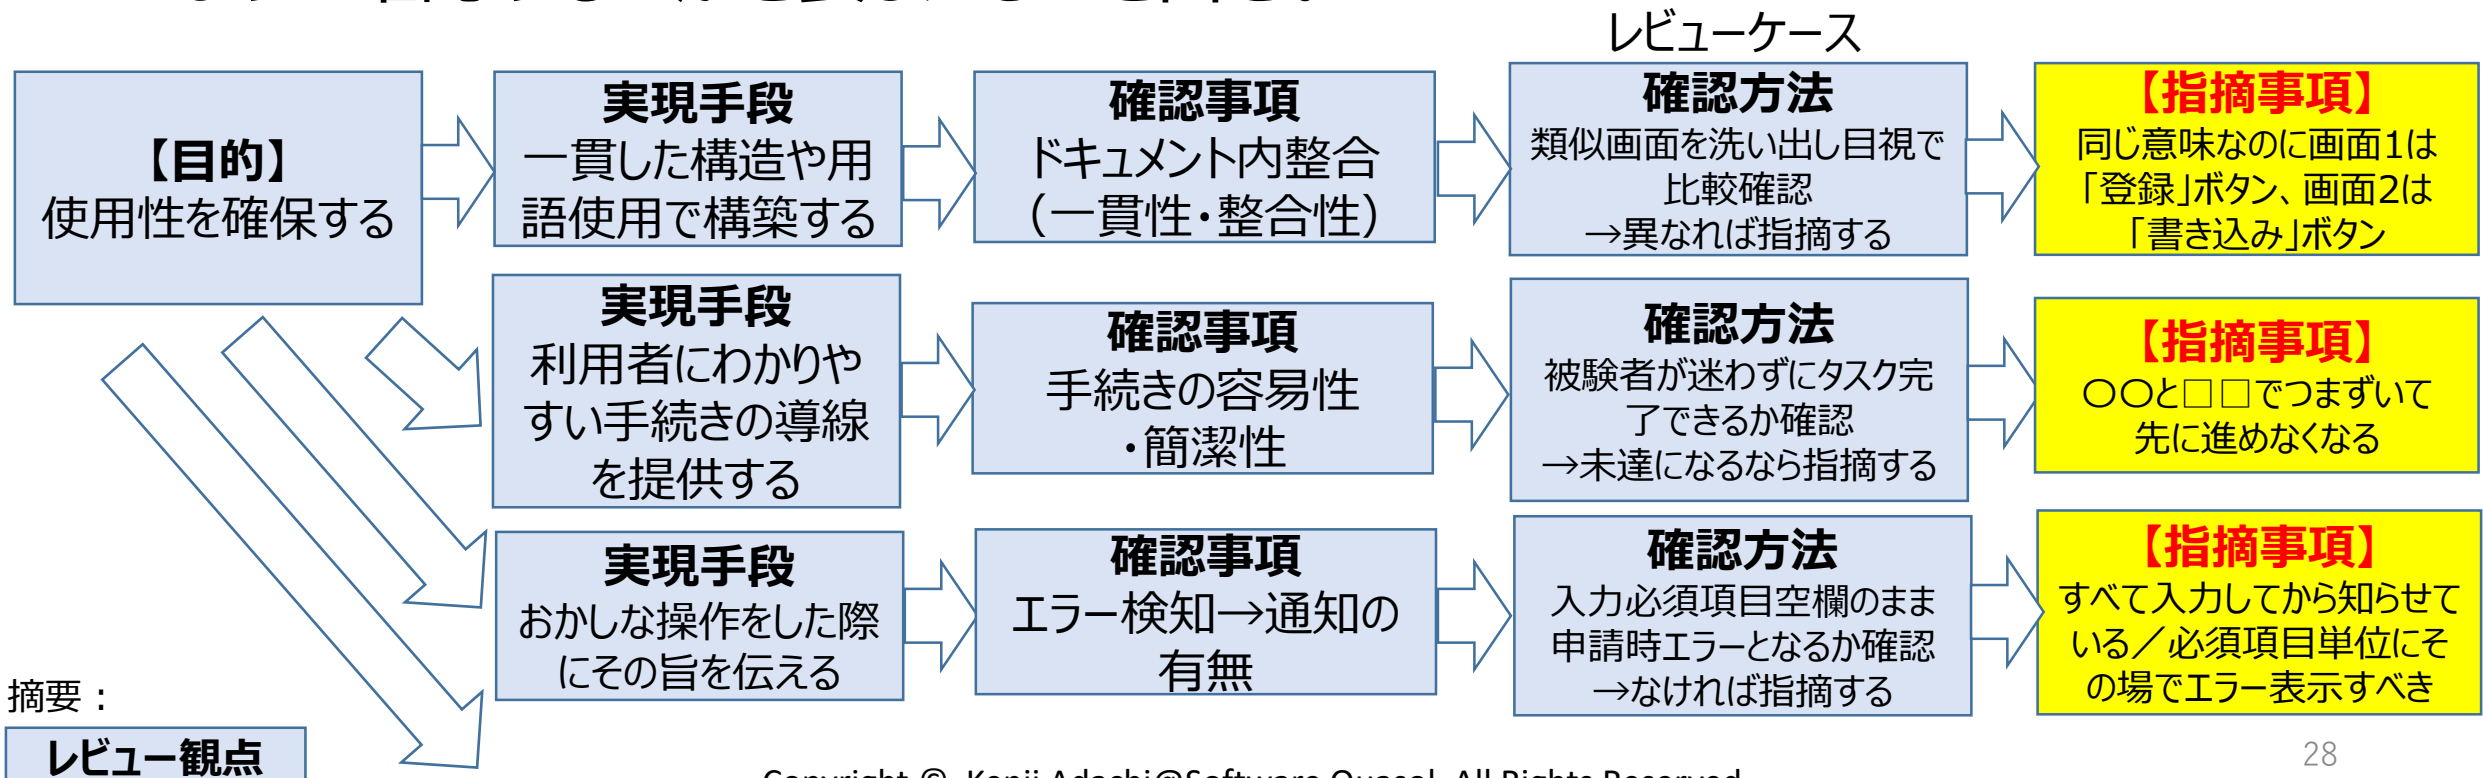 レビューケース
【目的】
使用性を確保する
実現手段
一貫した構造や用
語使用で構築する
確認事項
ドキュメント内整合
（一貫性・整合性）
確認方法
類似画面を洗い出し目視で
比較確認
→異なれば指摘する
【指摘事項】
同じ意味なのに画面1は
「登録」ボタン、画面2は
「書き込み」ボタン
実現手段
利用者にわかりや
すい手続きの導線
を提供する
確認事項
手続きの容易性
・簡潔性
確認方法
被験者が迷わずにタスク完
了できるか確認
→未達になるなら指摘する
【指摘事項】
〇〇と□□でつまずいて
先に進めなくなる
実現手段
おかしな操作をした際
にその旨を伝える
確認事項
エラー検知→通知の
有無
確認方法
入力必須項目空欄のまま
申請時エラーとなるか確認
→なければ指摘する
【指摘事項】
すべて入力してから知らせて
いる／必須項目単位にそ
の場でエラー表示すべき
摘要：
レビュー観点
28
Copyright © Kenji Adachi@Software Quasol, All Rights Reserved